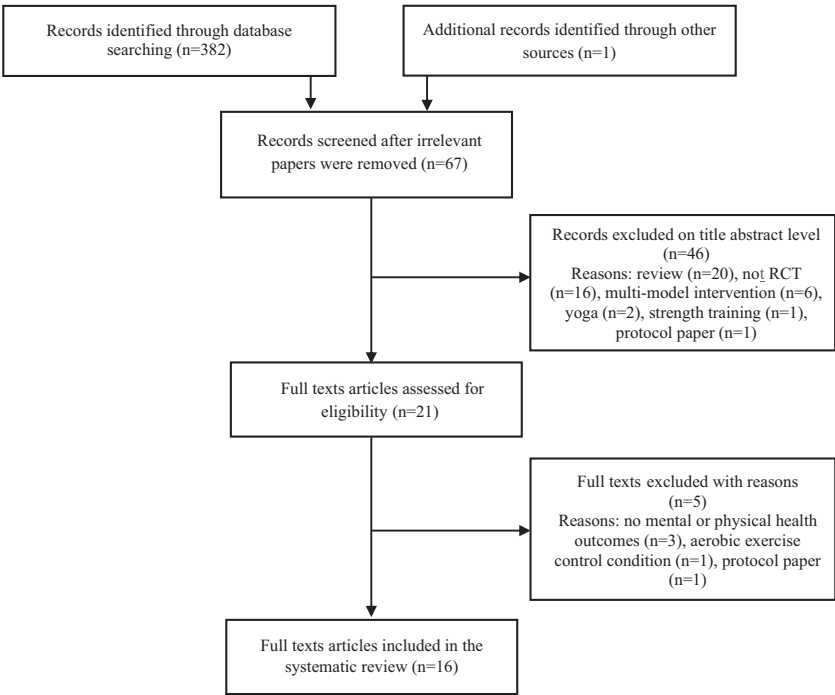 Records identified through database
searching (n=382)
Additional records identified through other
sources (n=1)
Records screened after irrelevant
papers were removed (n=67)
Records excluded on title abstract level
(n=46)
Reasons: review (n=20), not RCT
(n=16), multi-model intervention (n=6),
yoga (n=2), strength training (n=1),
protocol paper (n=1)
Full texts articles assessed for
eligibility (n=21)
Full texts excluded with reasons
(n=5)
Reasons: no mental or physical health
outcomes (n=3), aerobic exercise
control condition (n=1), protocol paper
(n=1)
Full texts articles included in the
systematic review (n=16)